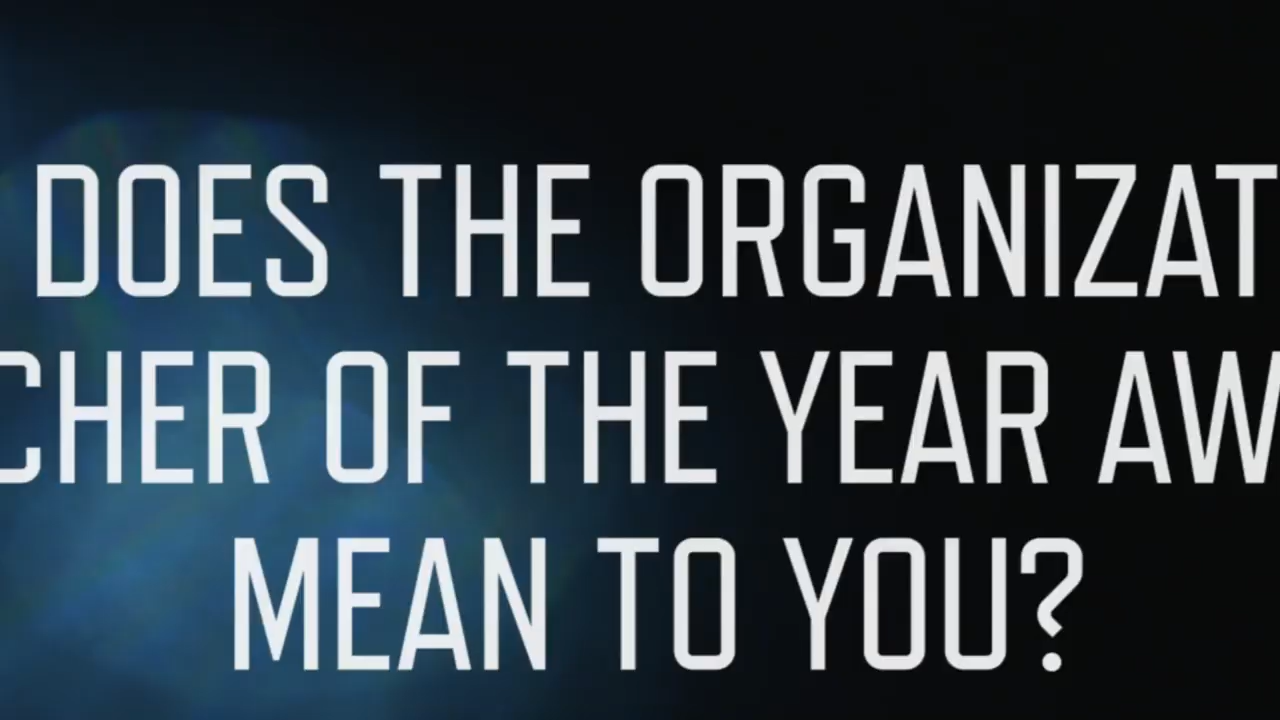 DOES THE ORGANIZAT
CHER OF THE YEAR AW
MEAN TO YOU?